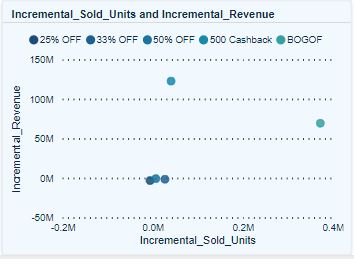 Incremental_Sold_Units and Incremental_Revenue
25% OFF 33% OFF 50% OFF 500 Cashback BOGOF
150M
100M
50M
0M
-50M
Incremental_Revenue
-0.2M 0.0M 0.2M 0.4M
Incremental_Sold_Units